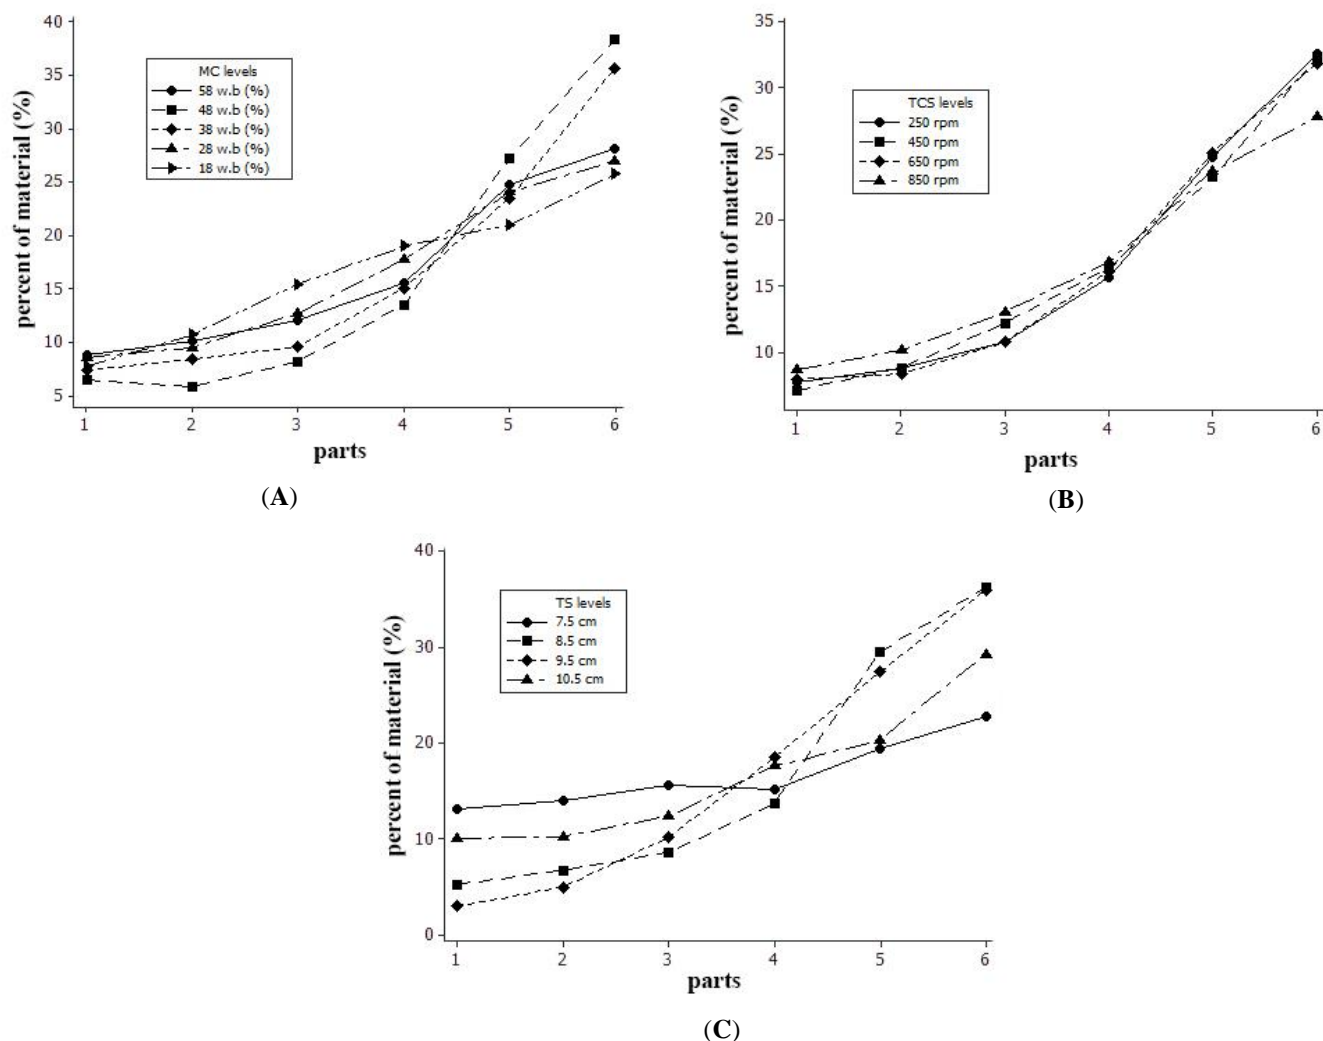 40
35
30
25
20
15
10
5
percent of material (%)
MC levels
58 w.b (%)
48 w.b (%)
38 w.b (%)
28 w.b (%)
18 w.b (%)
1 2 3 4 5 6
parts
(A)
35
30
25
20
15
10
percent of material (%)
TCS levels
250 rpm
450 rpm
650 rpm
850 rpm
1 2 3 4 5 6
parts
(B)
40
30
20
10
0
percent of material (%)
TS levels
7.5 cm
8.5 cm
9.5 cm
10.5 cm
1 2 3 4 5 6
parts
(C)